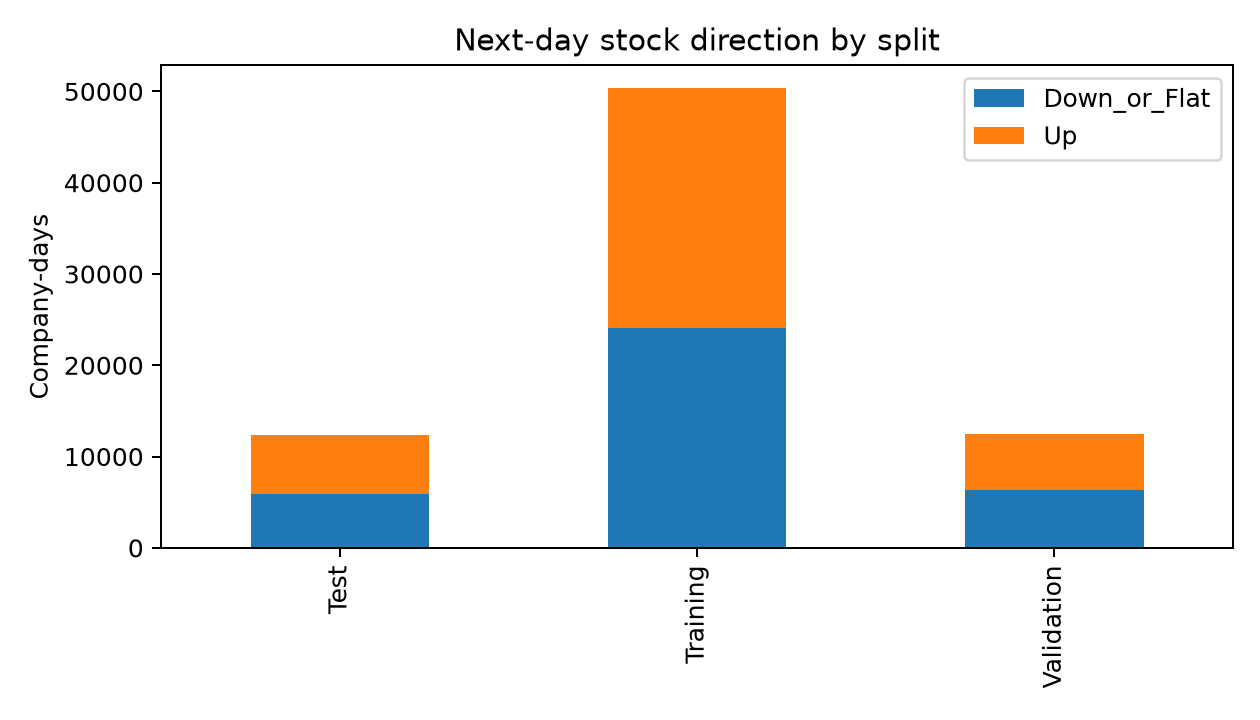 Next-day stock direction by split
Down_or_Flat
Up
Company-days
50000
40000
30000
20000
10000
0
Test
Training
Validation